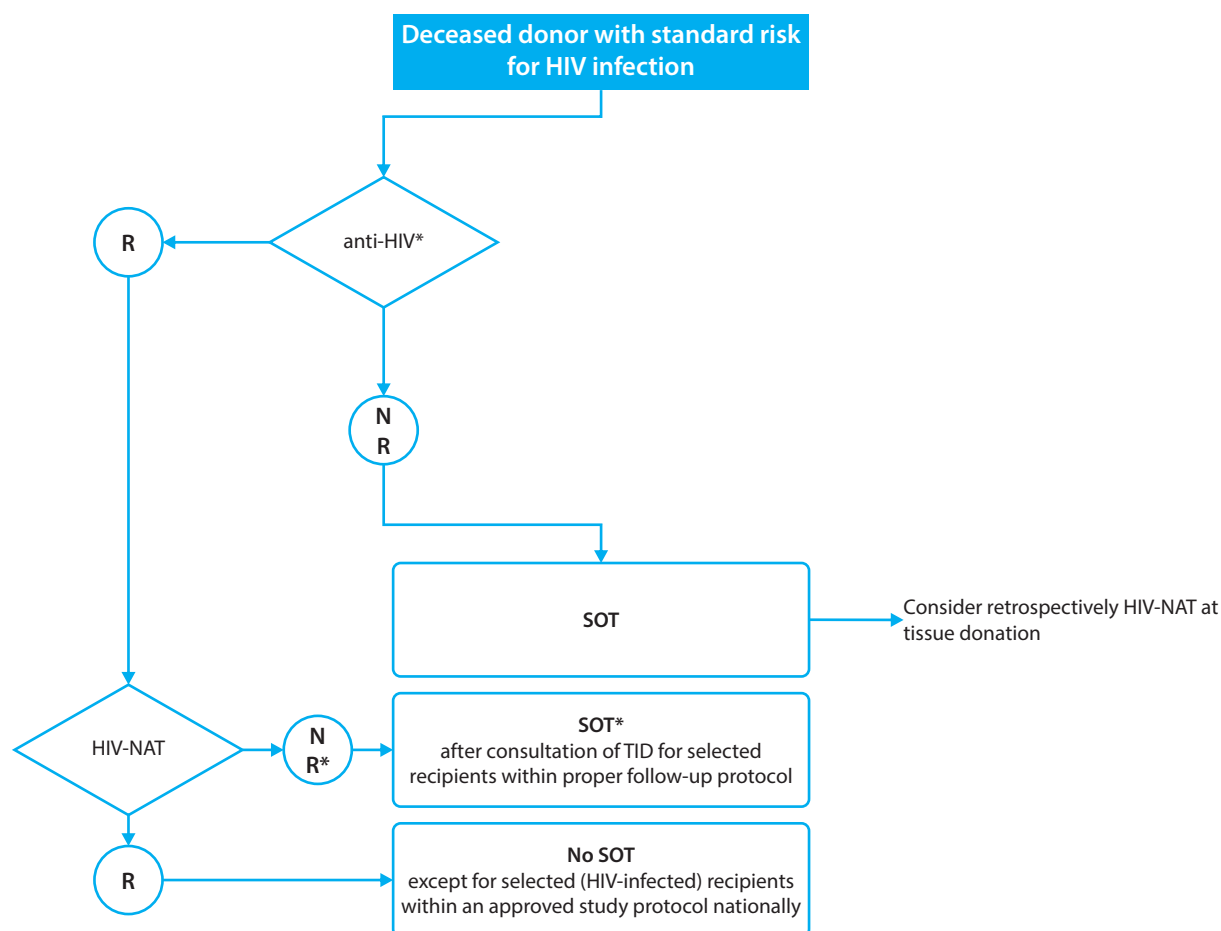 Deceased donor with standard risk
for HIV infection
anti-HIV*
R
N
R
SOT
Consider retrospectively HIV-NAT at
tissue donation
HIV-NAT
N
R*
SOT*
after consultation of TID for selected
recipients within proper follow-up protocol
R
No SOT
except for selected (HIV-infected) recipients
within an approved study protocol nationally